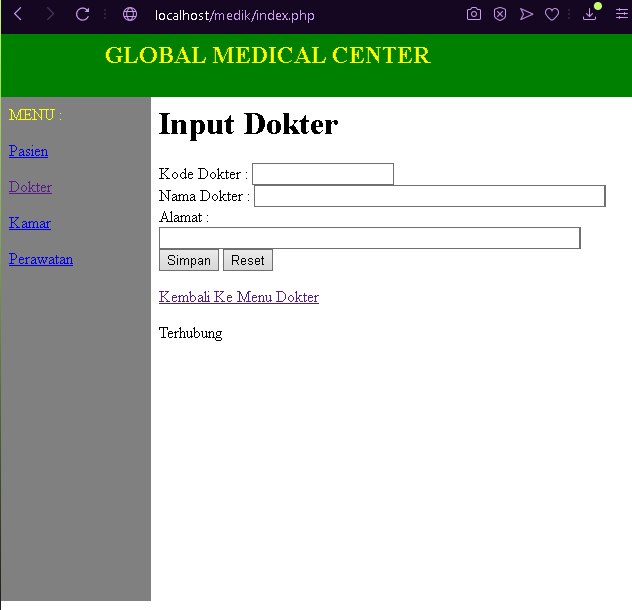 localhost/medik/index.php
GLOBAL MEDICAL CENTER
MENU :
Pasien
Dokter
Kamar
Perawatan
Input Dokter
Kode Dokter :
Nama Dokter :
Alamat :
Simpan Reset
Kembali Ke Menu Dokter
Terhubung